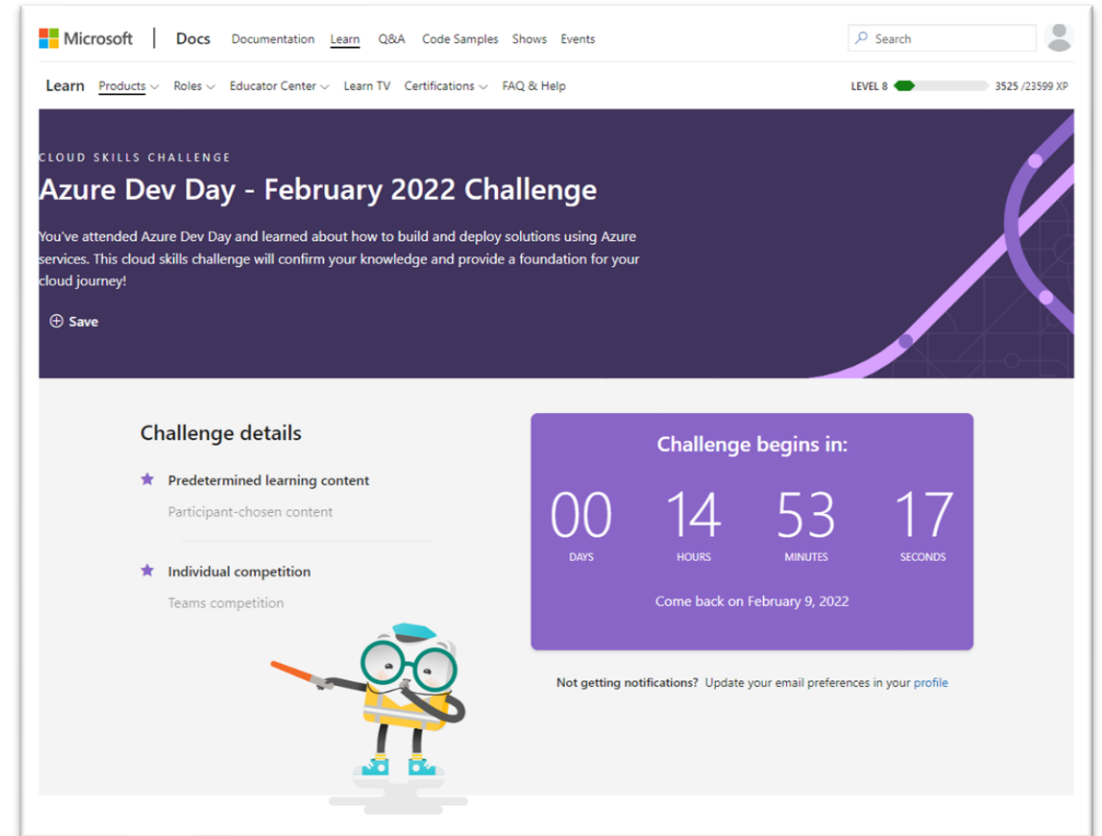 Microsoft | Docs Documentation Learn Q&A Code Samples Shows Events Search
Learn Products Roles Educator Center Learn TV Certifications FAQ & Help LEVEL 8 3525 /23599 XP
CLOUD SKILLS CHALLENGE
Azure Dev Day - February 2022 Challenge
You've attended Azure Dev Day and learned about how to build and deploy solutions using Azure
services. This cloud skills challenge will confirm your knowledge and provide a foundation for your
cloud journey!
Save
Challenge details
Predetermined learning content
Participant-chosen content
Individual competition
Teams competition
Challenge begins in:
00 14 53 17
DAYS HOURS MINUTES SECONDS
Come back on February 9, 2022
Not getting notifications? Update your email preferences in your profile